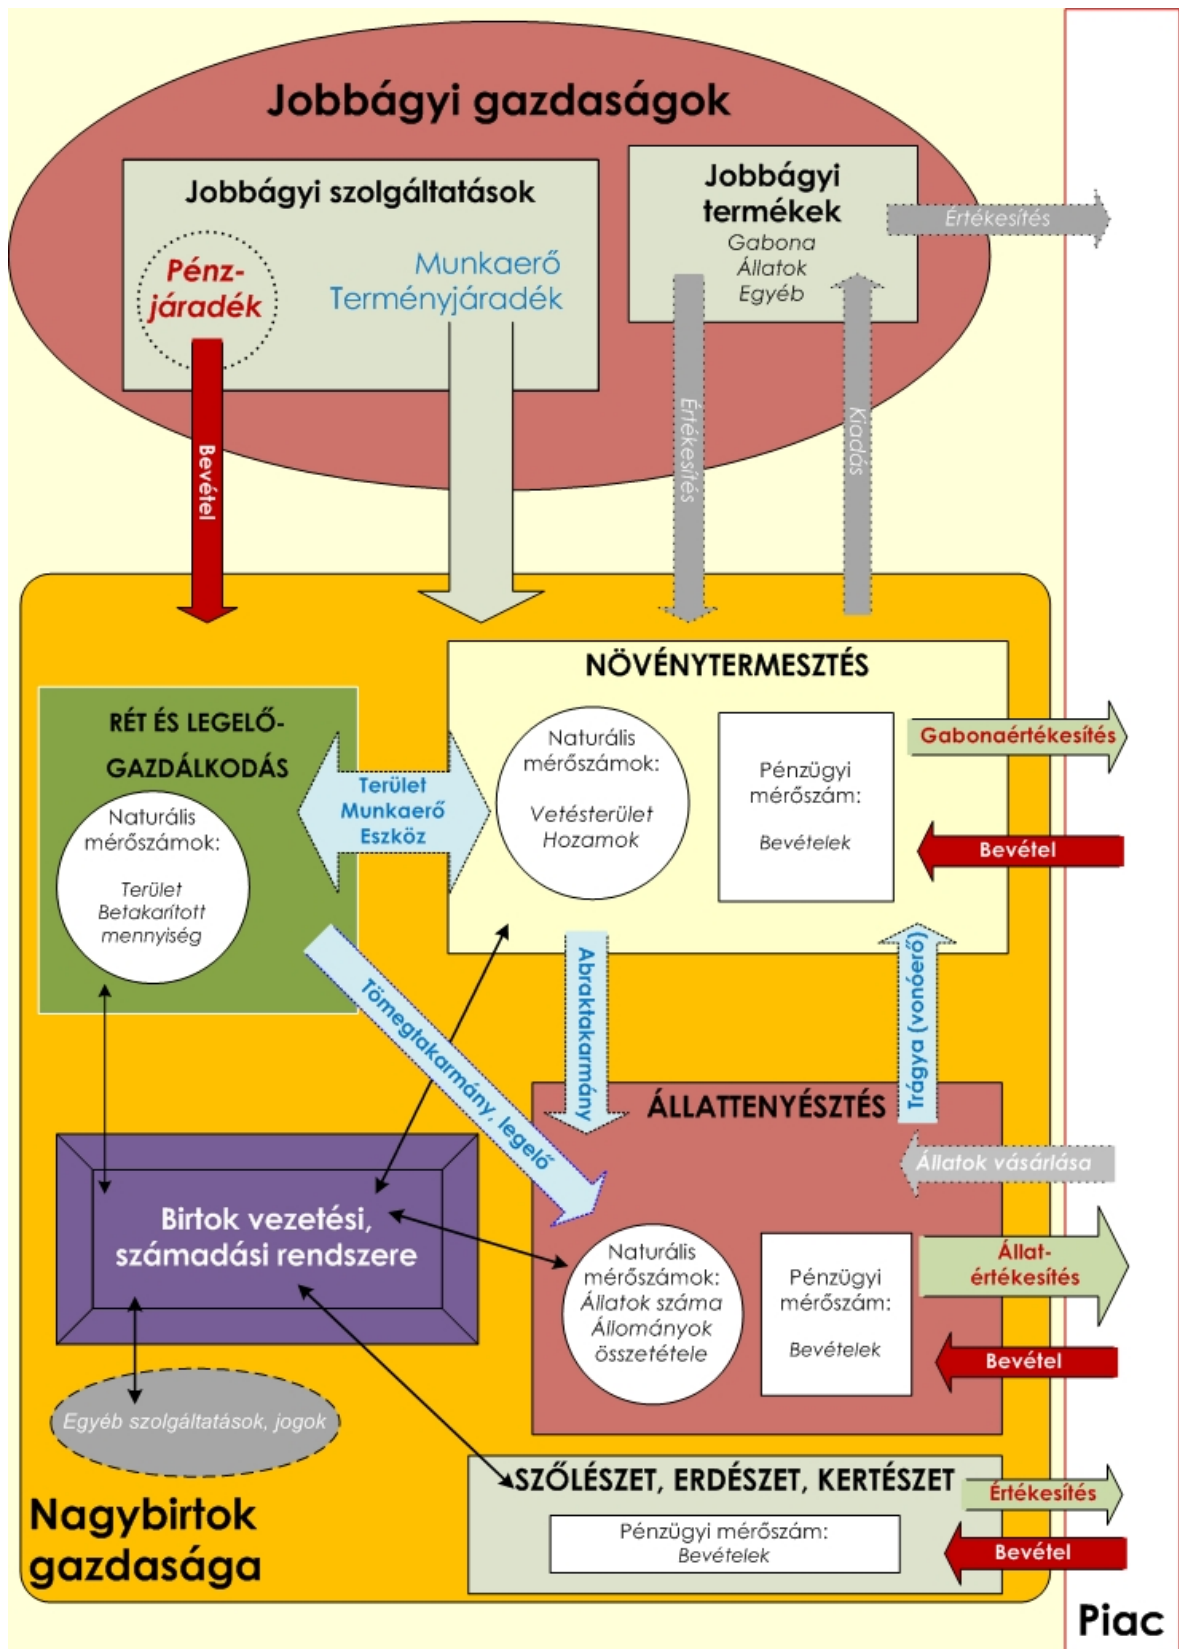 Jobbágyi gazdaságok
Jobbágyi szolgáltatások
Pénz-
járadék
Munkaerő
Terményjáradék
Jobbágyi
termékek
Gabona
Állatok
Egyéb
Értékesítés
Bevétel
Értékesítés
Kiadás
NÖVÉNYTERMESZTÉS
Naturális
mérőszámok:
Vetésterület
Hozamok
Pénzügyi
mérőszám:
Bevételek
Gabonaértékesítés
Bevétel
RÉT ÉS LEGELŐ-
GAZDÁLKODÁS
Naturális
mérőszámok:
Terület
Betakarított
mennyiség
Terület
Munkaerő
Eszköz
Tömegtakarmány, legelő
Abraktakarmány
Trágya (vonóerő)
ÁLLATTENYÉSZTÉS
Állatok vásárlása
Naturális
mérőszámok:
Állatok száma
Állományok
összetétele
Pénzügyi
mérőszám:
Bevételek
Állat-
értékesítés
Bevétel
Birtok vezetési,
számadási rendszere
Egyéb szolgáltatások, jogok
SZŐLÉSZET, ERDÉSZET, KERTÉSZET
Pénzügyi mérőszám:
Bevételek
Értékesítés
Bevétel
Nagybirtok
gazdasága
Piac